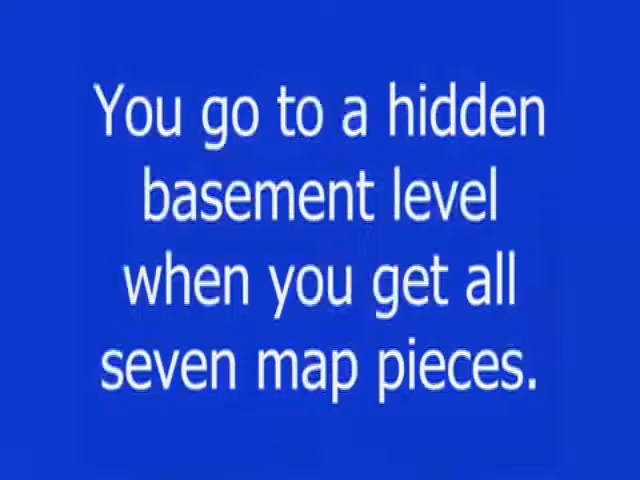 You go to a hidden
basement level
when you get all
seven map pieces.